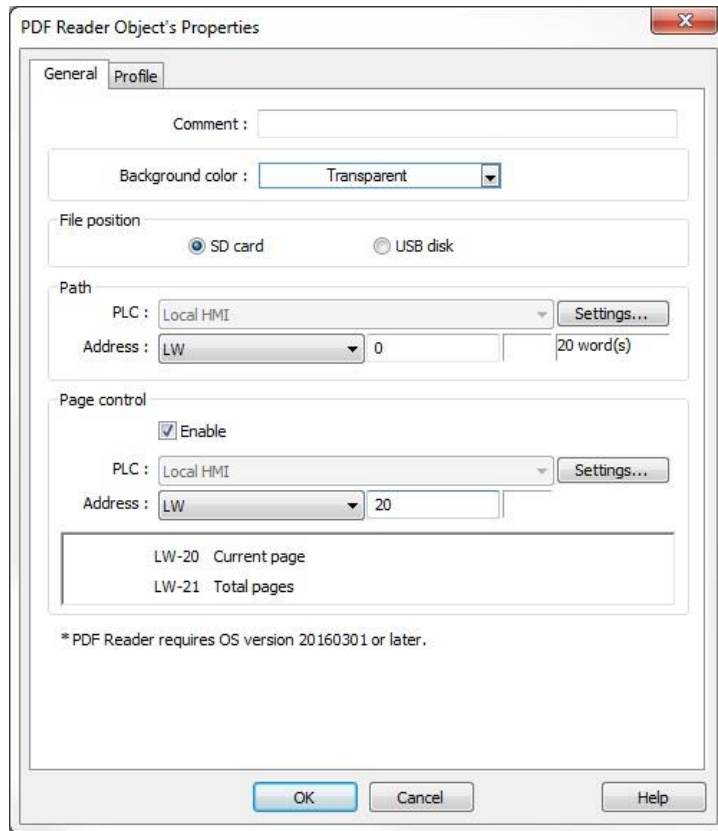 PDF Reader Object's Properties
General Profile
Comment :
Background color : Transparent
File position
SD card USB disk
Path
PLC : Local HMI Settings...
Address : LW 0 20 word(s)
Page control
Enable
PLC : Local HMI Settings...
Address : LW 20
LW-20 Current page
LW-21 Total pages
* PDF Reader requires OS version 20160301 or later.
OK Cancel Help